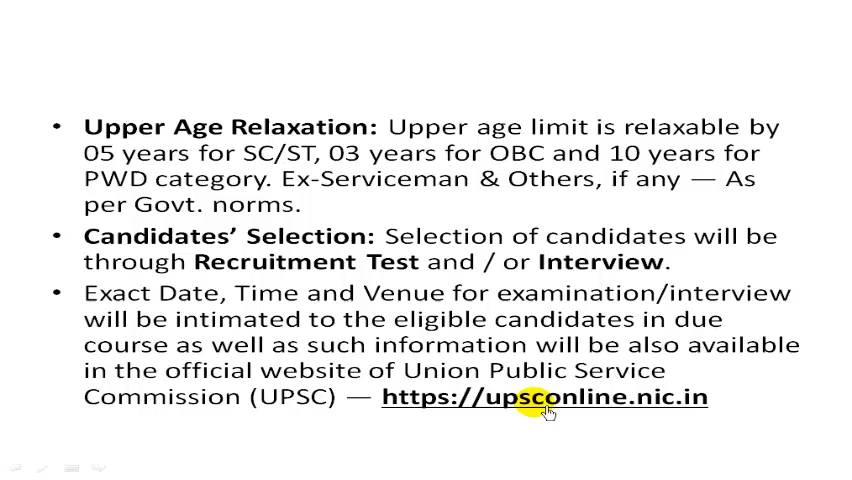 • Upper Age Relaxation: Upper age limit is relaxable by
05 years for SC/ST, 03 years for OBC and 10 years for
PWD category. Ex-Serviceman & Others, if any — As
per Govt. norms.
• Candidates’ Selection: Selection of candidates will be
through Recruitment Test and / or Interview.
• Exact Date, Time and Venue for examination/interview
will be intimated to the eligible candidates in due
course as well as such information will be also available
in the official website of Union Public Service
Commission (UPSC) — https://upsconline.nic.in